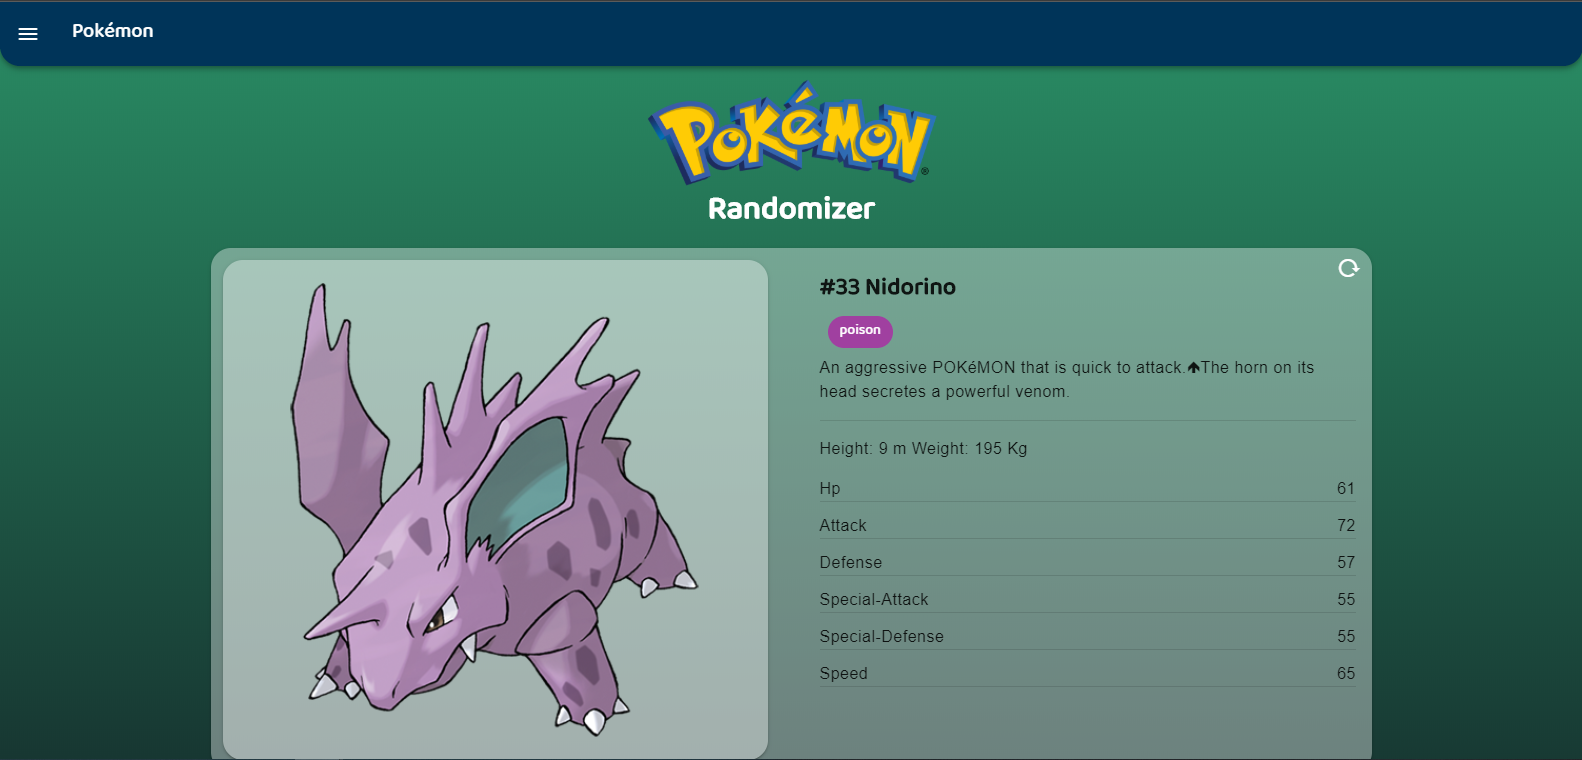 Pokémon
POKéMON
®
Randomizer
#33 Nidorino
poison
An aggressive POKéMON that is quick to attack.🡅The horn on its
head secretes a powerful venom.
Height: 9 m Weight: 195 Kg
Hp 61
Attack 72
Defense 57
Special-Attack 55
Special-Defense 55
Speed 65